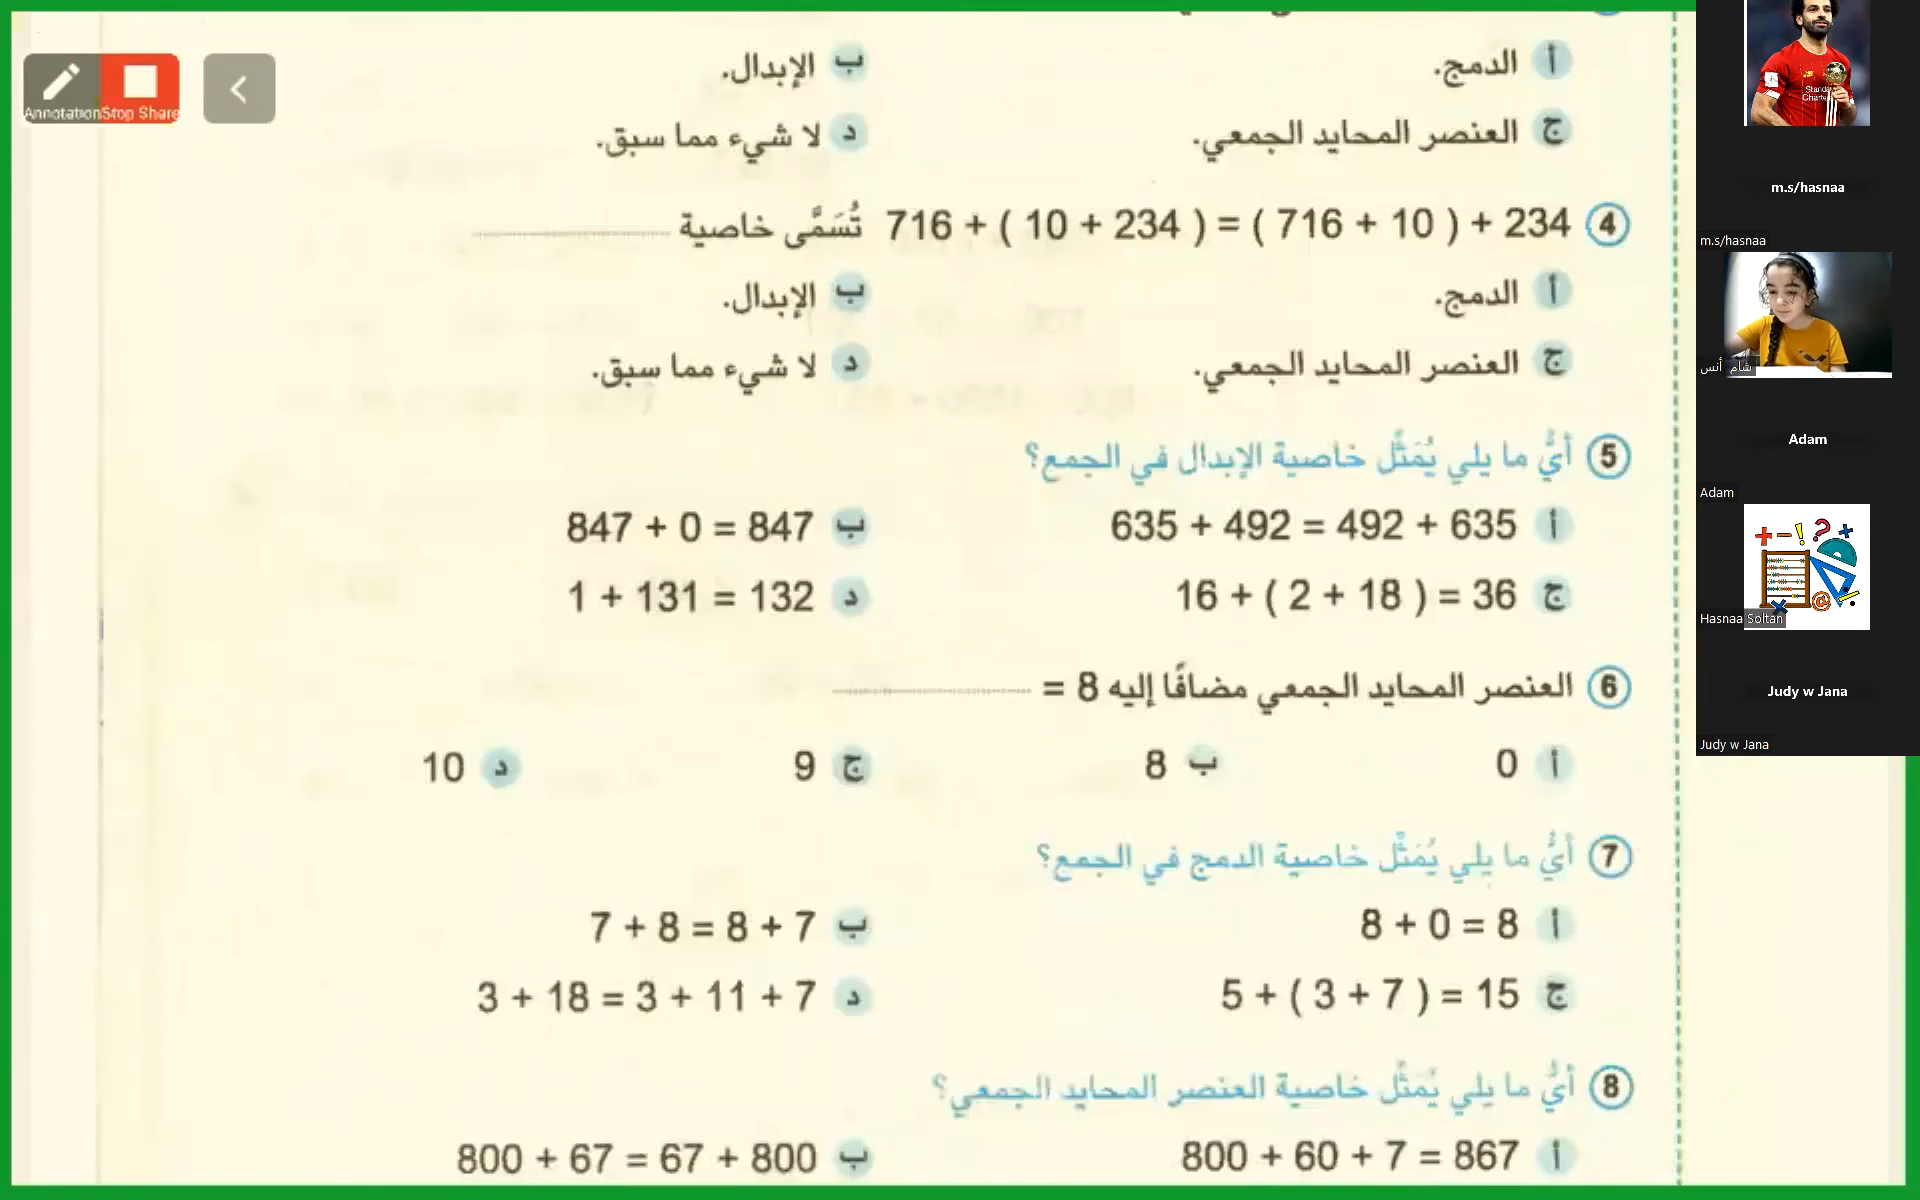 أ الدمج.
ب الإبدال.
ج العنصر المحايد الجمعي.
د لا شيء مما سبق.
4 716 + ( 10 + 234 ) = ( 716 + 10 ) + 234 تُسَمَّى خاصية
أ الدمج.
ب الإبدال.
ج العنصر المحايد الجمعي.
د لا شيء مما سبق.
5 أيُّ ما يلي يُمَثِّل خاصية الإبدال في الجمع؟
أ 635 + 492 = 492 + 635
ب 847 + 0 = 847
ج 16 + ( 2 + 18 ) = 36
د 1 + 131 = 132
6 العنصر المحايد الجمعي مضافًا إليه 8 =
أ 0
ب 8
ج 9
د 10
7 أيُّ ما يلي يُمَثِّل خاصية الدمج في الجمع؟
أ 8 + 0 = 8
ب 7 + 8 = 8 + 7
ج 5 + ( 3 + 7 ) = 15
د 3 + 18 = 3 + 11 + 7
8 أيُّ ما يلي يُمَثِّل خاصية العنصر المحايد الجمعي؟
أ 800 + 60 + 7 = 867
ب 800 + 67 = 67 + 800
Annotation
Stop Share
m.s/hasnaa
m.s/hasnaa
شام أنس
Adam
Adam
Hasnaa Soltan
Judy w Jana
Judy w Jana